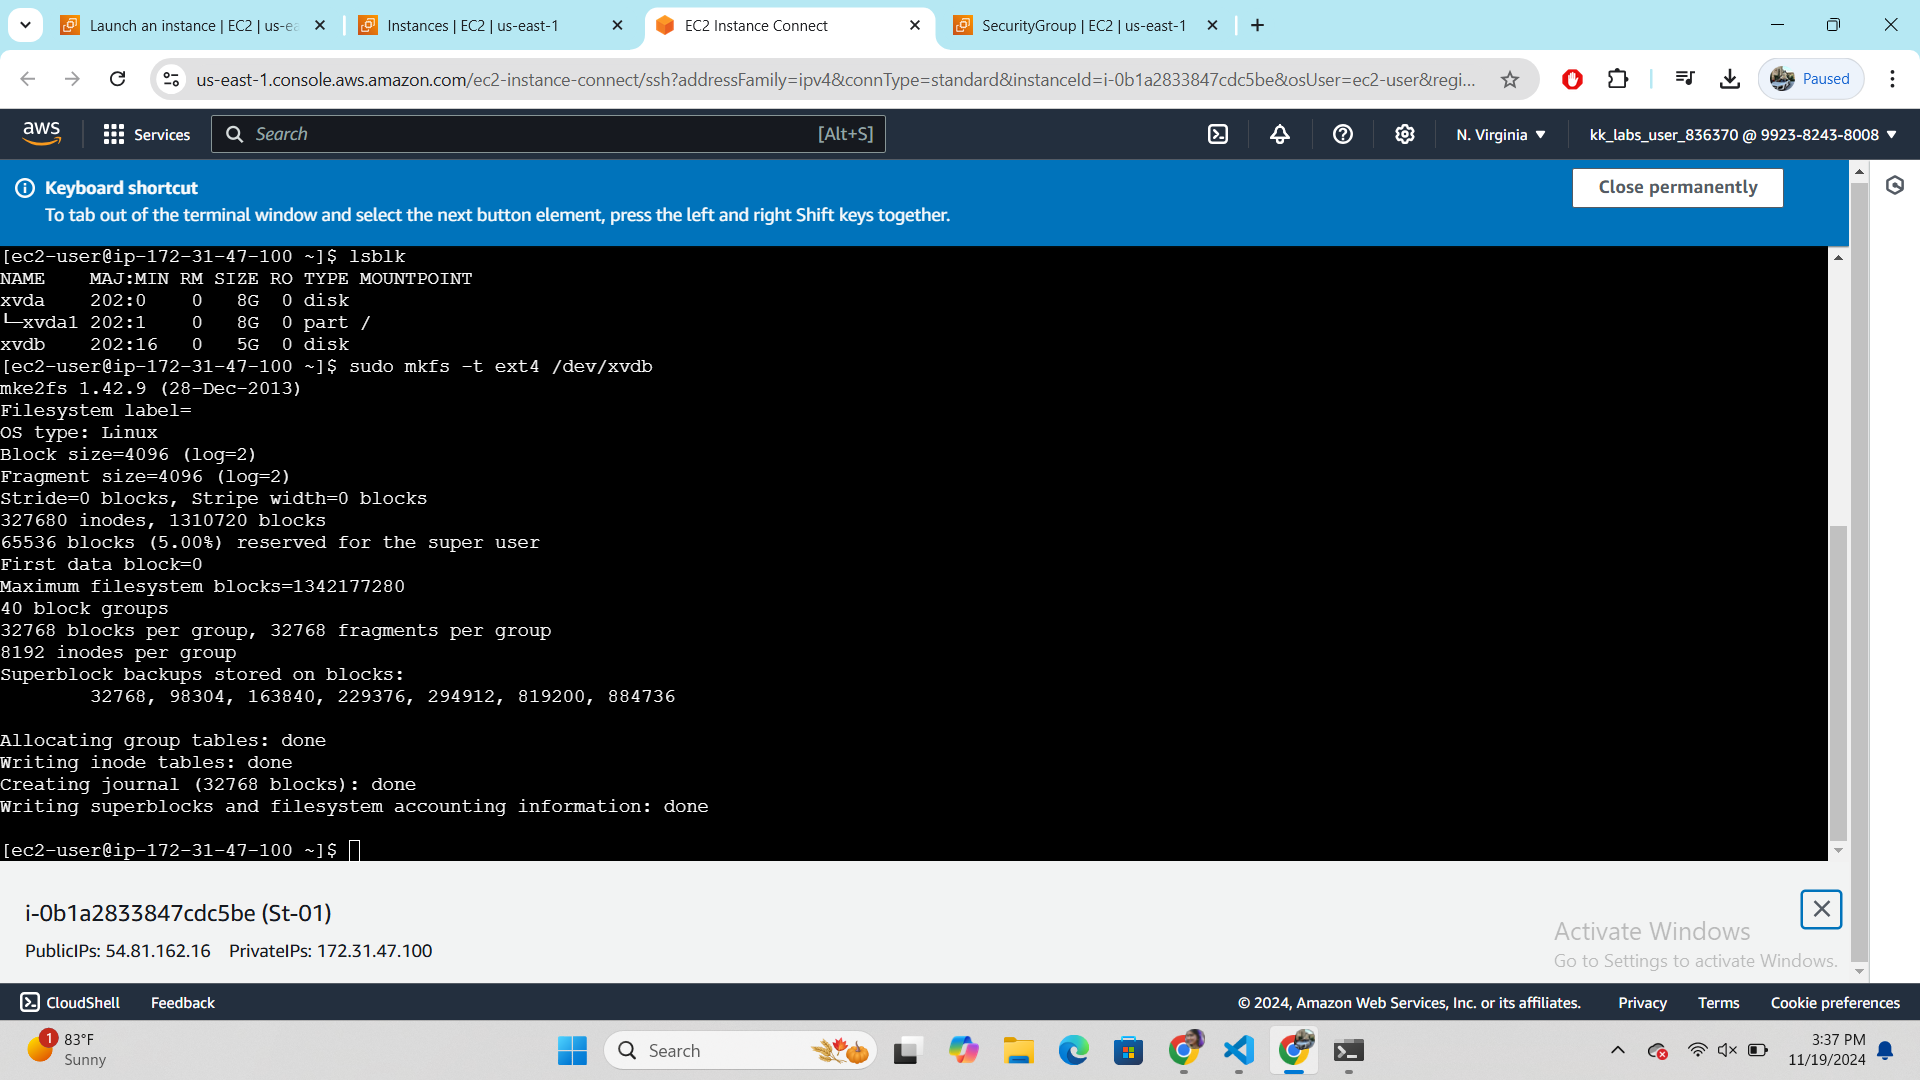 Launch an instance | EC2 | us-ea
Instances | EC2 | us-east-1
EC2 Instance Connect
SecurityGroup | EC2 | us-east-1
us-east-1.console.aws.amazon.com/ec2-instance-connect/ssh?addressFamily=ipv4&connType=standard&instanceId=i-0b1a2833847cdc5be&osUser=ec2-user&regi...
Paused
aws
Services
Search
[Alt+S]
N. Virginia
kk_labs_user_836370 @ 9923-8243-8008
Keyboard shortcut
Close permanently
To tab out of the terminal window and select the next button element, press the left and right Shift keys together.
[ec2-user@ip-172-31-47-100 ~]$ lsblk
NAME    MAJ:MIN RM SIZE RO TYPE MOUNTPOINT
xvda    202:0    0   8G  0 disk
└─xvda1 202:1    0   8G  0 part /
xvdb    202:16   0   5G  0 disk
[ec2-user@ip-172-31-47-100 ~]$ sudo mkfs -t ext4 /dev/xvdb
mke2fs 1.42.9 (28-Dec-2013)
Filesystem label=
OS type: Linux
Block size=4096 (log=2)
Fragment size=4096 (log=2)
Stride=0 blocks, Stripe width=0 blocks
327680 inodes, 1310720 blocks
65536 blocks (5.00%) reserved for the super user
First data block=0
Maximum filesystem blocks=1342177280
40 block groups
32768 blocks per group, 32768 fragments per group
8192 inodes per group
Superblock backups stored on blocks:
        32768, 98304, 163840, 229376, 294912, 819200, 884736
Allocating group tables: done
Writing inode tables: done
Creating journal (32768 blocks): done
Writing superblocks and filesystem accounting information: done
[ec2-user@ip-172-31-47-100 ~]$
i-0b1a2833847cdc5be (St-01)
PublicIPs: 54.81.162.16 PrivateIPs: 172.31.47.100
Activate Windows
Go to Settings to activate Windows.
CloudShell
Feedback
© 2024, Amazon Web Services, Inc. or its affiliates.
Privacy
Terms
Cookie preferences
1
83°F
Sunny
Search
3:37 PM
11/19/2024